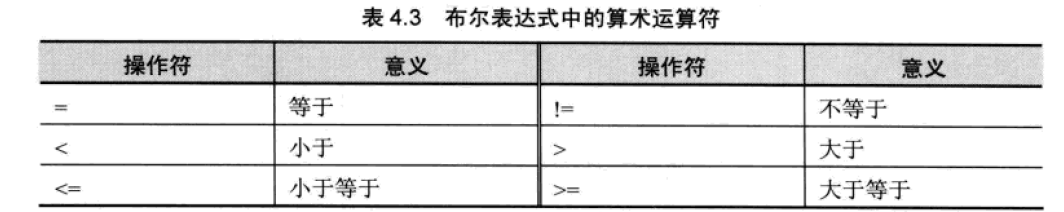 表 4.3 布尔表达式中的算术运算符
操作符 意义 操作符 意义
= 等于 != 不等于
< 小于 > 大于
<= 小于等于 >= 大于等于